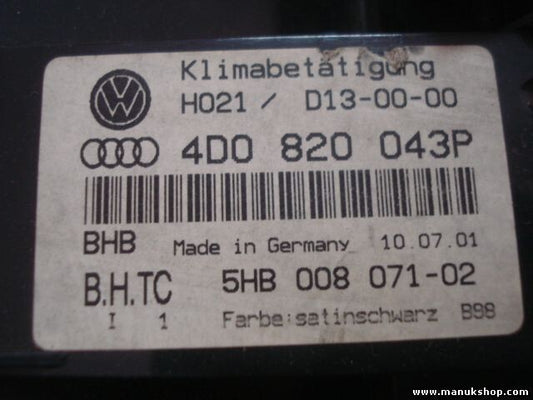 Klimabetätigung
H021 / D13-00-00
4D0 820 043P
BHB Made in Germany 10.07.01
B.H.TC 5HB 008 071-02
I 1 Farbe:satinschwarz B98
www.manukshop.com